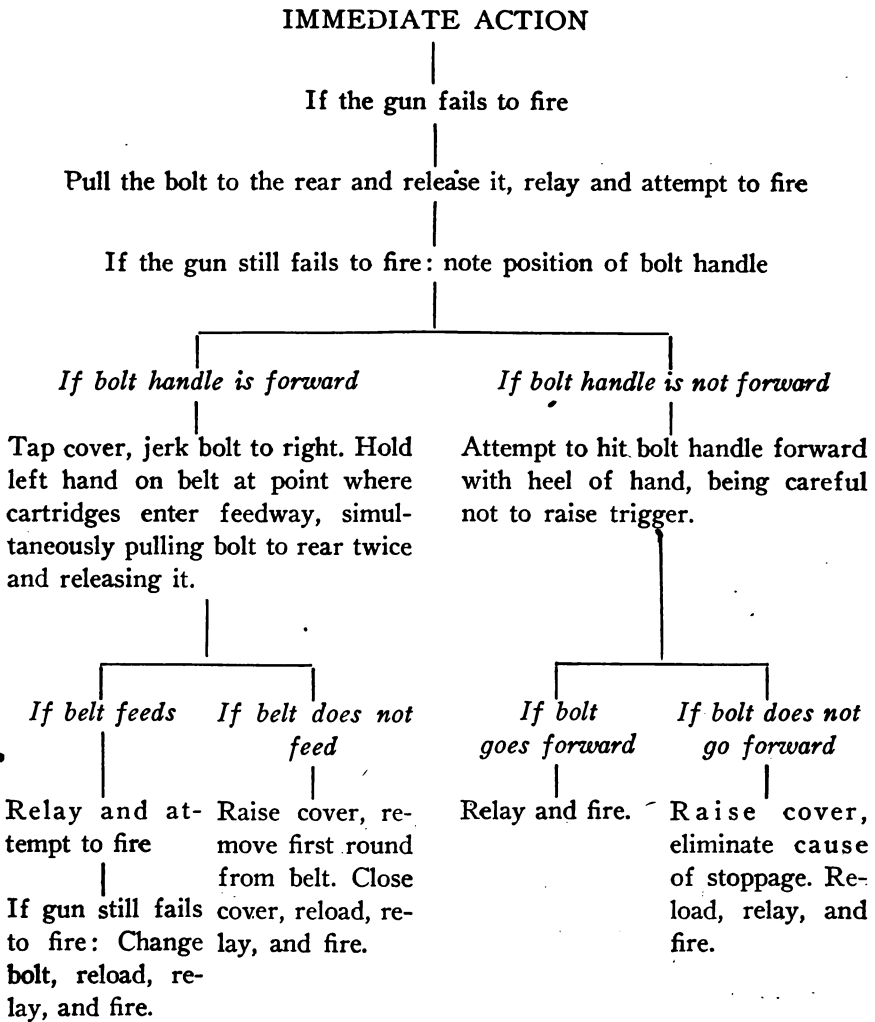 IMMEDIATE ACTION
If the gun fails to fire
Pull the bolt to the rear and release it, relay and attempt to fire
If the gun still fails to fire: note position of bolt handle
If bolt handle is forward
Tap cover, jerk bolt to right. Hold
left hand on belt at point where
cartridges enter feedway, simul-
taneously pulling bolt to rear twice
and releasing it.
If bolt handle is not forward
Attempt to hit bolt handle forward
with heel of hand, being careful
not to raise trigger.
If belt feeds
Relay and at-
tempt to fire
If gun still fails
to fire: Change
bolt, reload, re-
lay, and fire.
If belt does not
feed
Raise cover, re-
move first round
from belt. Close
cover, reload, re-
lay, and fire.
If bolt
goes forward
Relay and fire.
If bolt does not
go forward
Raise cover,
eliminate cause
of stoppage. Re-
load, relay, and
fire.